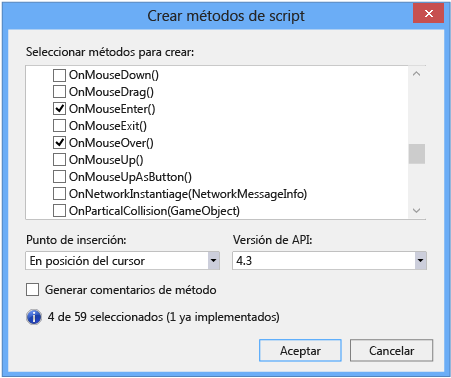 Crear métodos de script
Seleccionar métodos para crear:
OnMouseDown()
OnMouseDrag()
OnMouseEnter()
OnMouseExit()
OnMouseOver()
OnMouseUp()
OnMouseUpAsButton()
OnNetworkInstantiage(NetworkMessageInfo)
OnParticalCollision(GameObject)
Punto de inserción: Versión de API:
En posición del cursor 4.3
Generar comentarios de método
4 de 59 seleccionados (1 ya implementados)
Aceptar Cancelar